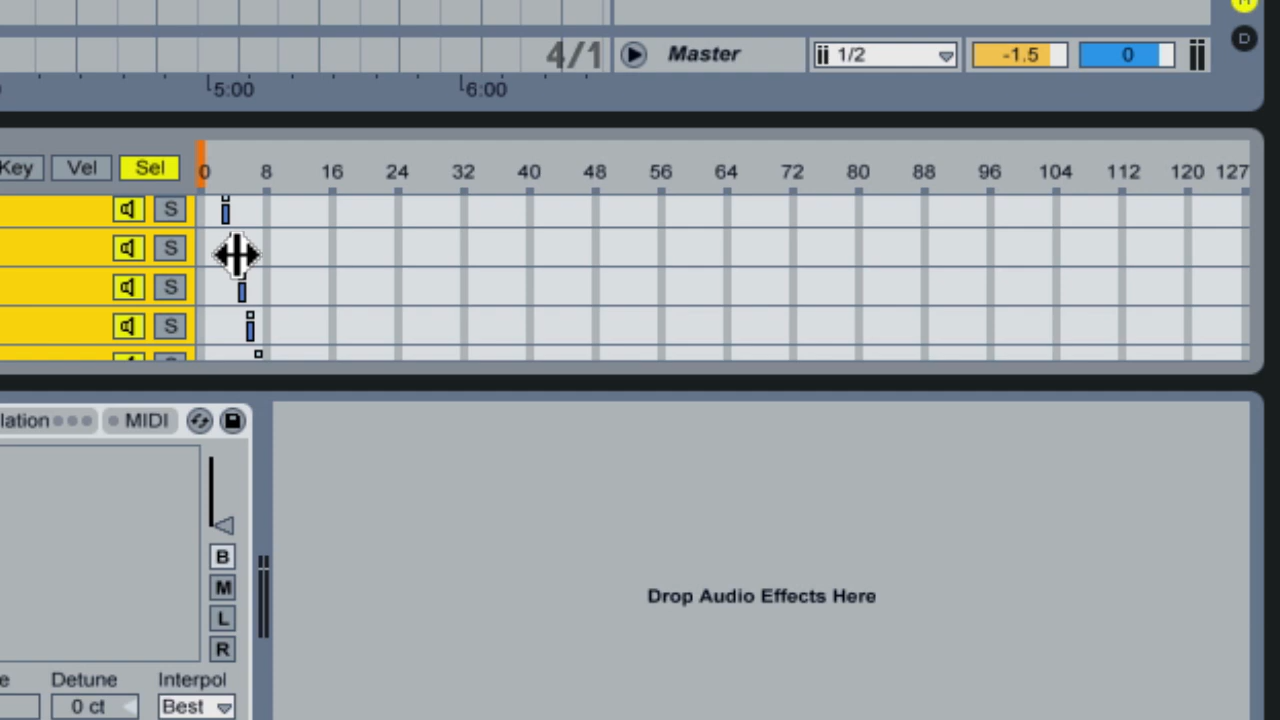 M
4/1 Master 1/2 -1.5 0 D
5:00 6:00
Key Vel Sel 0 8 16 24 32 40 48 56 64 72 80 88 96 104 112 120 127
S
S
S
S
lation MIDI
B
M
L
R
Drop Audio Effects Here
e Detune Interpol
0 ct Best